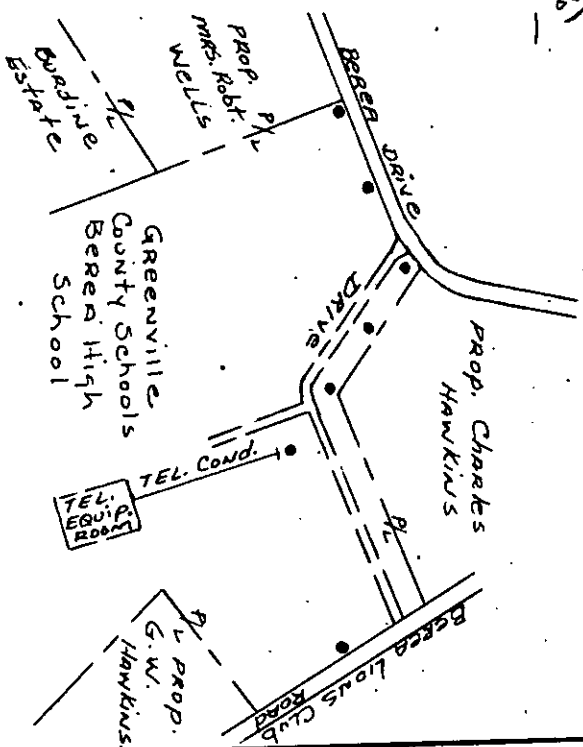 BEREA DRIVE
PROP. P/L
MRS. Robt.
Wells
P/L
BURDINE
ESTATE
GREENVILLE
County Schools
BEREA High
School
DRIVE
PROP. CHARLES
HAWKINS
P/L
TEL. COND.
TEL.
EQUIP.
ROOM
BEREA LIONS CLUB
ROAD
P/L
PROP.
G.W.
HAWKINS.